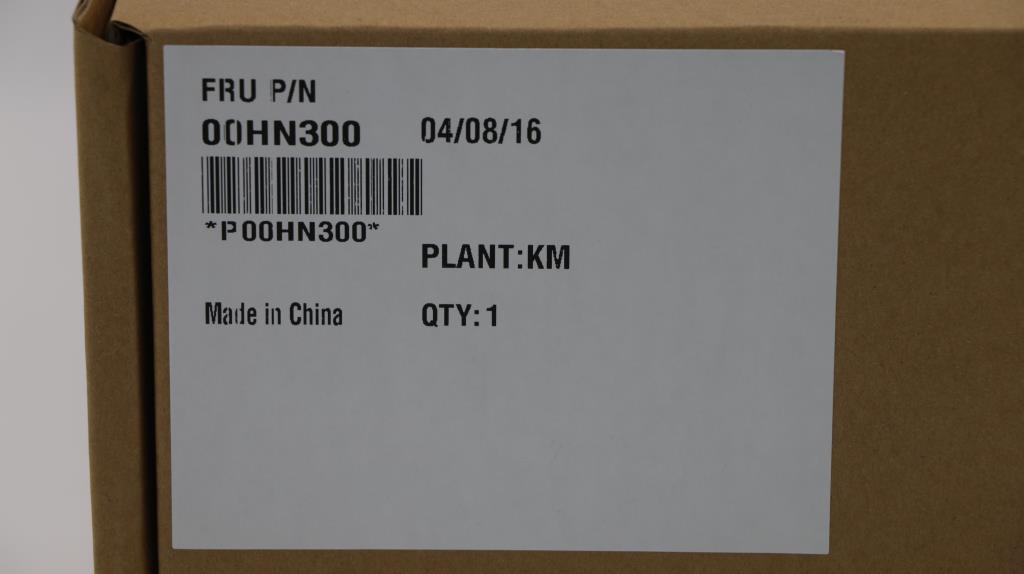 FRU P/N
00HN300 04/08/16
*P00HN300*
PLANT:KM
Made in China QTY: 1